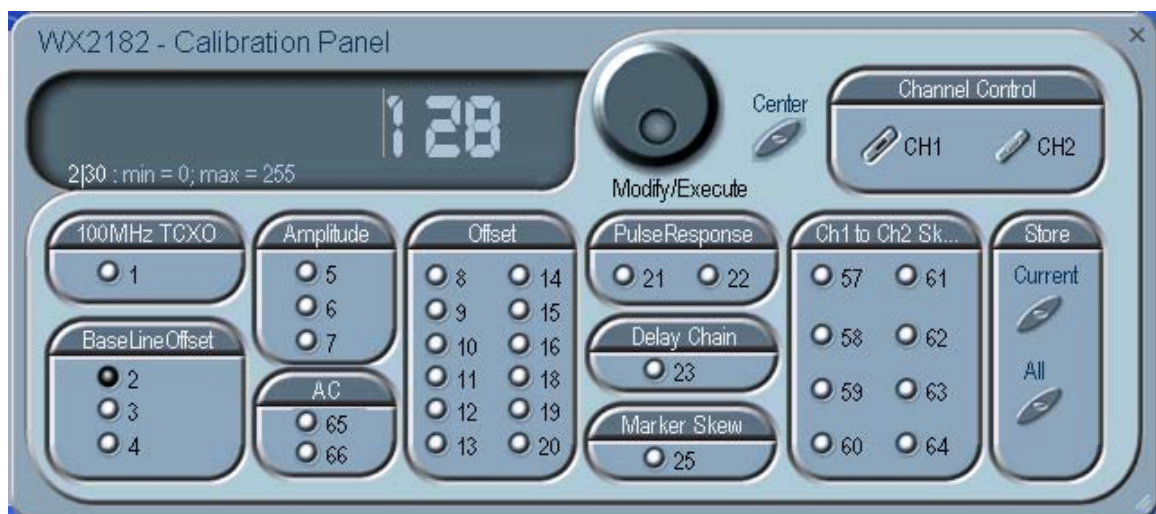 WX2182 - Calibration Panel
128
2|30 : min = 0; max = 255
Modify/Execute
Center
Channel Control
CH1 CH2
100MHz TCXO
1
BaseLineOffset
2
3
4
Amplitude
5
6
7
AC
65
66
Offset
8 14
9 15
10 16
11 18
12 19
13 20
PulseResponse
21 22
Delay Chain
23
Marker Skew
25
Ch1 to Ch2 Sk...
57 61
58 62
59 63
60 64
Store
Current
All